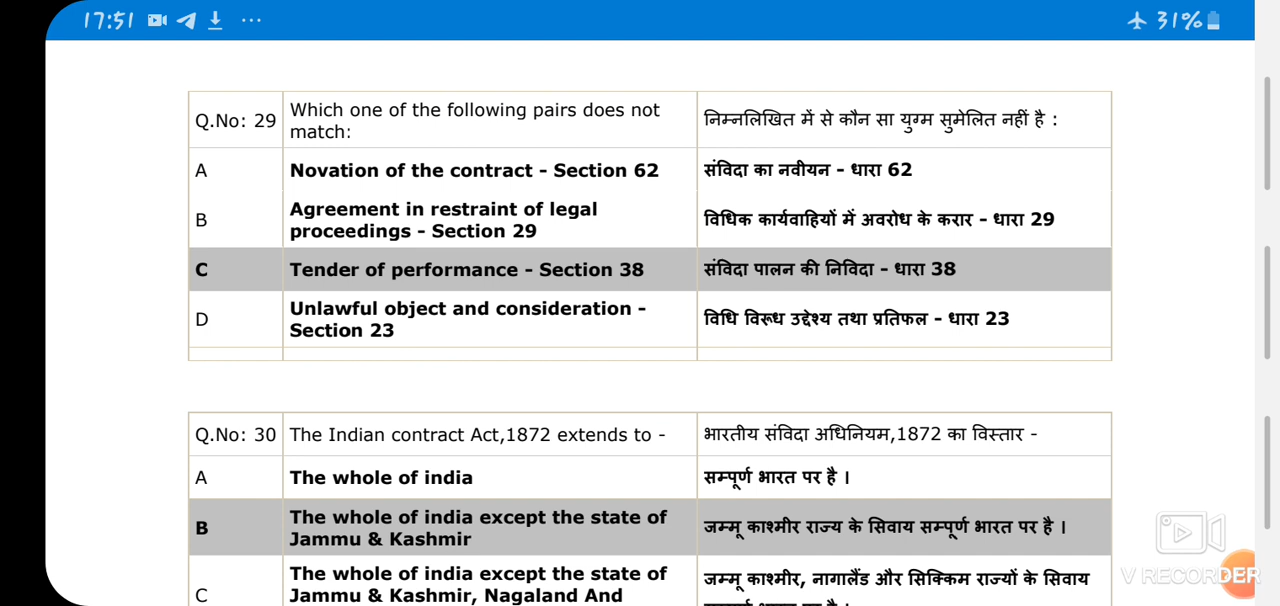 17:51
31%
Q.No: 29
Which one of the following pairs does not
match:
निम्नलिखित में से कौन सा युग्म सुमेलित नहीं है :
A
Novation of the contract - Section 62
संविदा का नवीयन - धारा 62
B
Agreement in restraint of legal
proceedings - Section 29
विधिक कार्यवाहियों में अवरोध के करार - धारा 29
C
Tender of performance - Section 38
संविदा पालन की निविदा - धारा 38
D
Unlawful object and consideration -
Section 23
विधि विरूध उद्देश्य तथा प्रतिफल - धारा 23
Q.No: 30
The Indian contract Act,1872 extends to -
भारतीय संविदा अधिनियम,1872 का विस्तार -
A
The whole of india
सम्पूर्ण भारत पर है ।
B
The whole of india except the state of
Jammu & Kashmir
जम्मू काश्मीर राज्य के सिवाय सम्पूर्ण भारत पर है ।
C
The whole of india except the state of
Jammu & Kashmir, Nagaland And
जम्मू काश्मीर, नागालैंड और सिक्किम राज्यों के सिवाय
सम्पूर्ण भारत पर है ।
V RECORDER